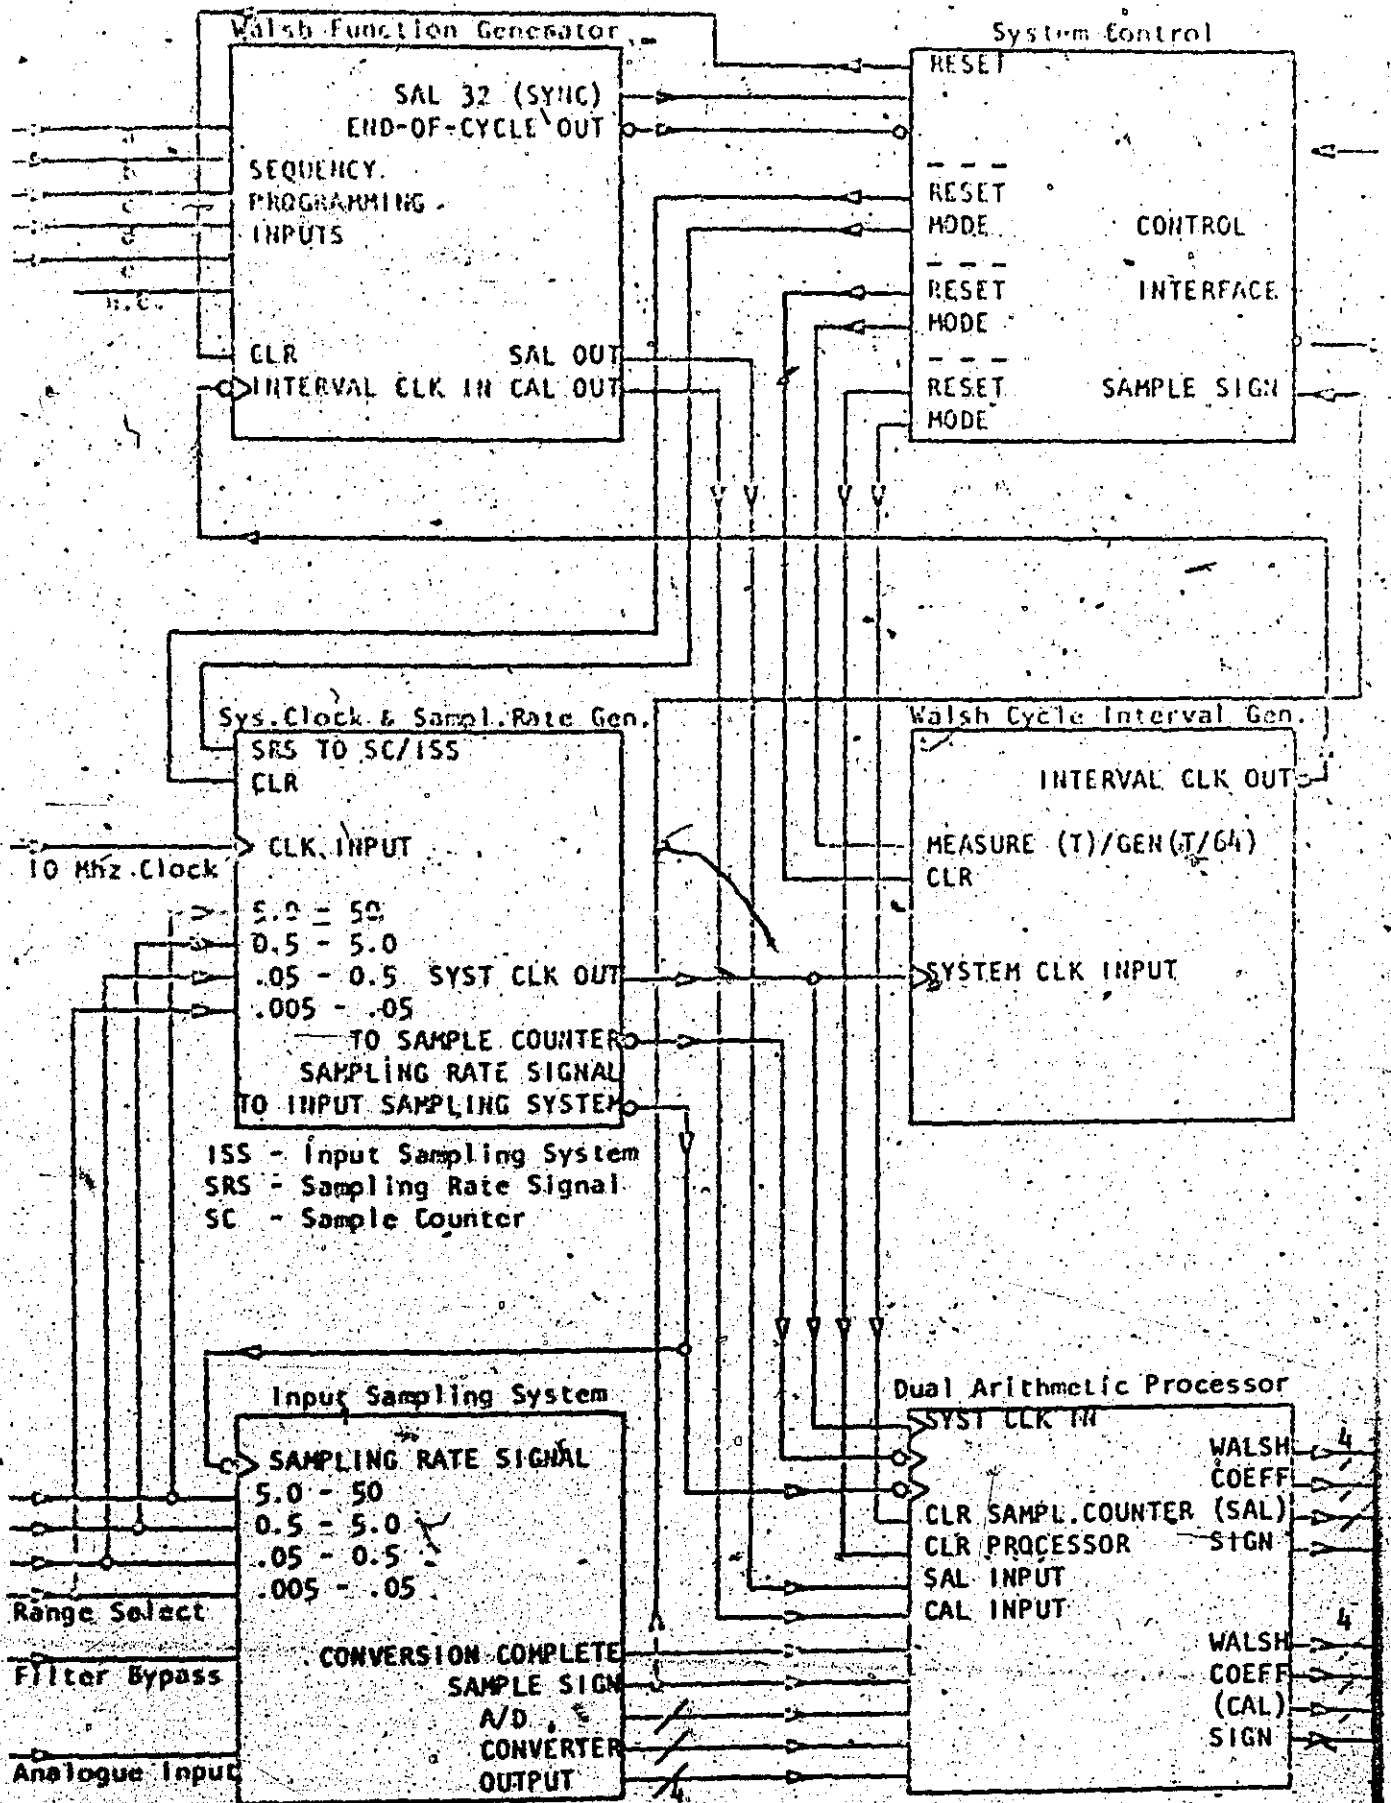 Walsh Function Generator
SAL 32 (SYNC)
END-OF-CYCLE OUT
SEQUENCY
PROGRAMMING
INPUTS
n.c.
CLR
SAL OUT
INTERVAL CLK IN
CAL OUT
System Control
RESET
RESET
MODE
CONTROL
RESET
INTERFACE
MODE
RESET
SAMPLE SIGN
MODE
Sys.Clock & Sampl.Rate Gen.
SRS TO SC/ISS
CLR
CLK INPUT
10 Mhz Clock
5.0 - 50
0.5 - 5.0
.05 - 0.5
SYST CLK OUT
.005 - .05
TO SAMPLE COUNTER
SAMPLING RATE SIGNAL
TO INPUT SAMPLING SYSTEM
ISS - Input Sampling System
SRS - Sampling Rate Signal
SC - Sample Counter
Walsh Cycle Interval Gen.
INTERVAL CLK OUT
MEASURE (T)/GEN(T/64)
CLR
SYSTEM CLK INPUT
Input Sampling System
SAMPLING RATE SIGNAL
5.0 - 50
0.5 - 5.0
.05 - 0.5
.005 - .05
Range Select
CONVERSION COMPLETE
Filter Bypass
SAMPLE SIGN
A/D
CONVERTER
Analogue Input
OUTPUT
4
Dual Arithmetic Processor
SYST CLK IN
WALSH
4
COEFF
CLR SAMPL.COUNTER
(SAL)
CLR PROCESSOR
SIGN
SAL INPUT
CAL INPUT
WALSH
4
COEFF
(CAL)
SIGN